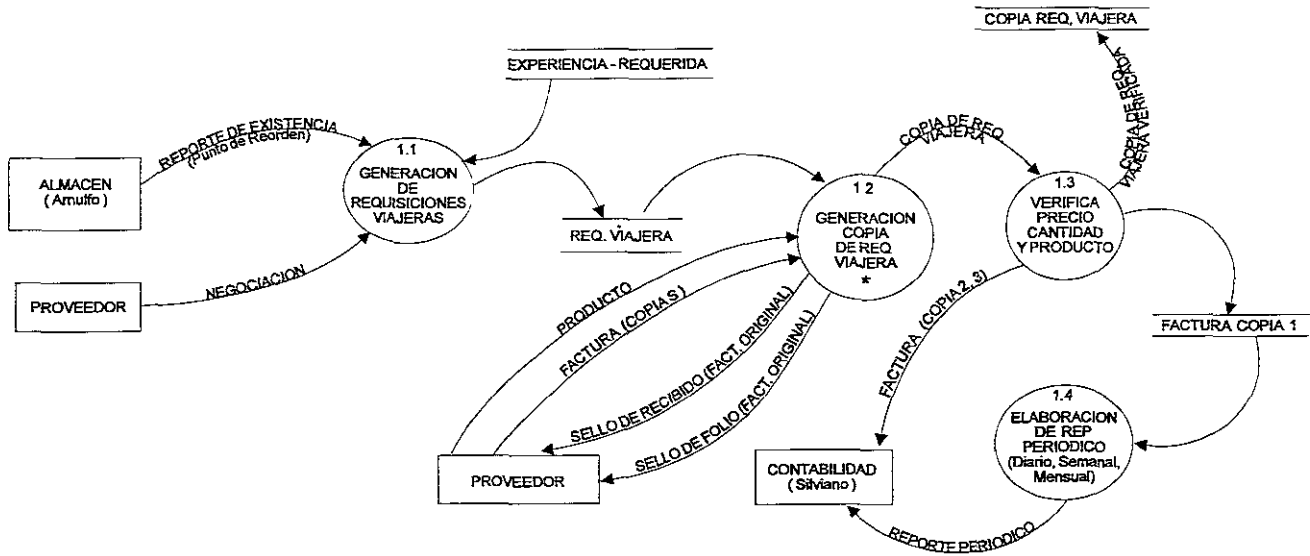 COPIA REQ. VIAJERA
EXPERIENCIA - REQUERIDA
COPIA DE REQ.
VIAJERA VERIFICADA
REPORTE DE EXISTENCIA
(Punto de Reorden)
COPIA DE REQ
VIAJERA
ALMACEN
( Arnulfo )
1.1
GENERACION
DE
REQUISICIONES
VIAJERAS
1.2
GENERACION
COPIA
DE REQ.
VIAJERA
*
1.3
VERIFICA
PRECIO
CANTIDAD
Y PRODUCTO
REQ. VIAJERA
NEGOCIACION
PROVEEDOR
PRODUCTO
FACTURA (COPIA S )
SELLO DE RECIBIDO (FACT. ORIGINAL)
SELLO DE FOLIO (FACT. ORIGINAL)
FACTURA (COPIA 2 , 3)
FACTURA COPIA 1
1.4
ELABORACION
DE REP
PERIODICO
(Diario, Semanal,
Mensual)
PROVEEDOR
CONTABILIDAD
( Silviano )
REPORTE PERIODICO